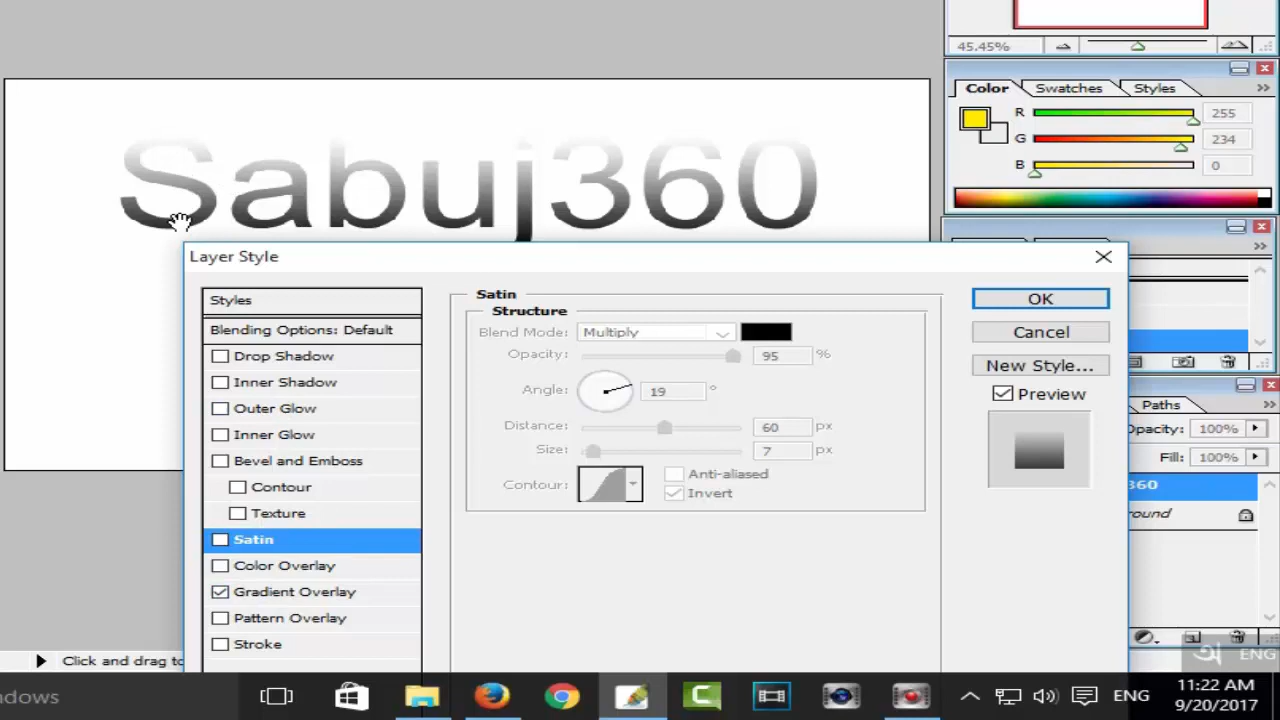 45.45%
Color Swatches Styles
R 255
G 234
B 0
Sabuj360
Layer Style
Styles
Blending Options: Default
Drop Shadow
Inner Shadow
Outer Glow
Inner Glow
Bevel and Emboss
Contour
Texture
Satin
Color Overlay
Gradient Overlay
Pattern Overlay
Stroke
Satin
Structure
Blend Mode: Multiply
Opacity: 95 %
Angle: 19 °
Distance: 60 px
Size: 7 px
Contour: Anti-aliased
Invert
OK
Cancel
New Style...
Preview
Paths
Opacity: 100%
Fill: 100%
360
round
Click and drag to
অ ENG
ndows
ENG
11:22 AM
9/20/2017